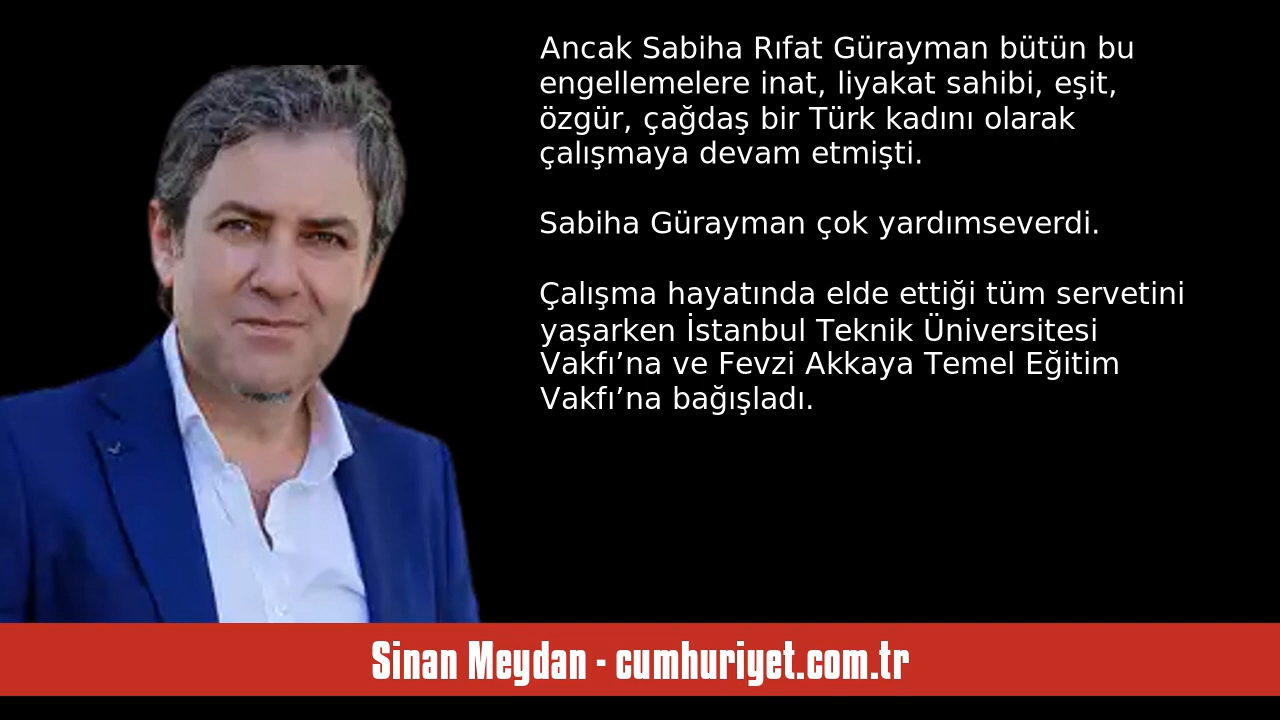 Ancak Sabiha Rıfat Gürayman bütün bu
engellemelere inat, liyakat sahibi, eşit,
özgür, çağdaş bir Türk kadını olarak
çalışmaya devam etmişti.
Sabiha Gürayman çok yardımseverdi.
Çalışma hayatında elde ettiği tüm servetini
yaşarken İstanbul Teknik Üniversitesi
Vakfı’na ve Fevzi Akkaya Temel Eğitim
Vakfı’na bağışladı.
Sinan Meydan - cumhuriyet.com.tr